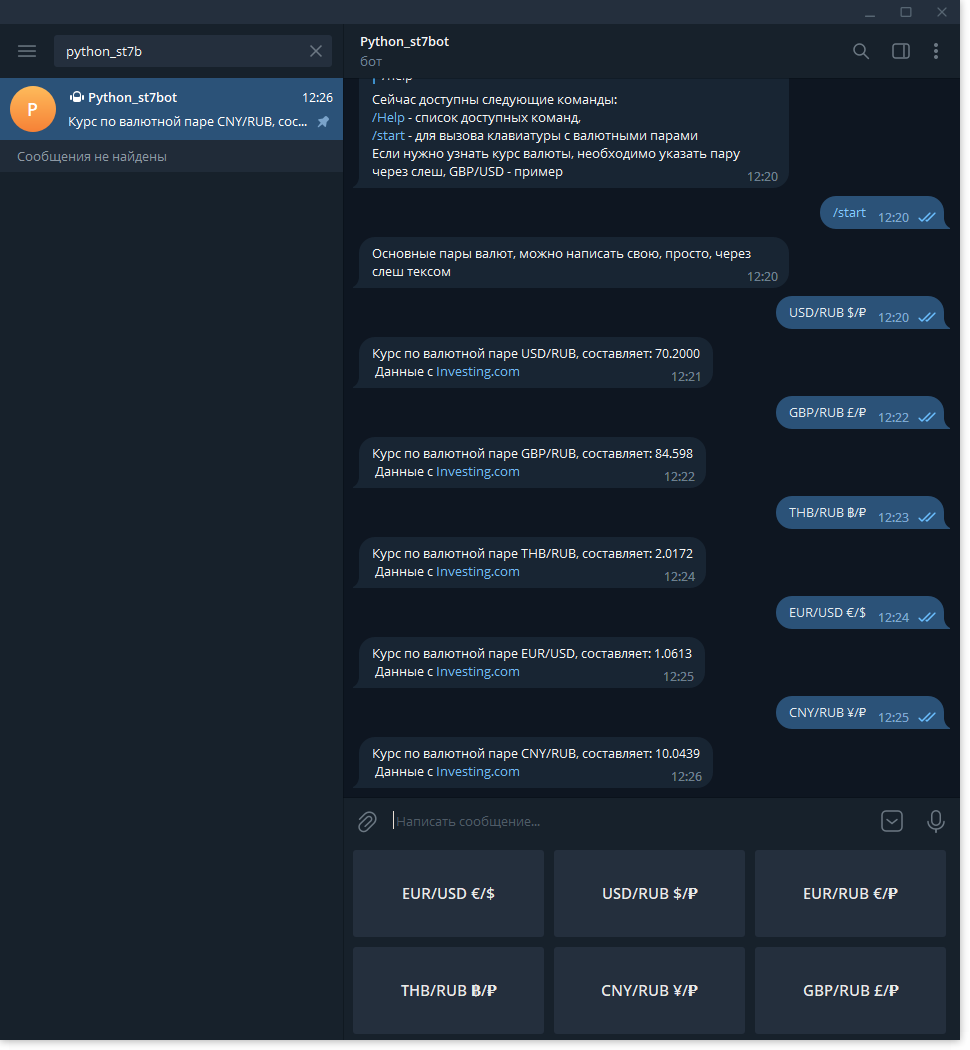 python_st7b
Python_st7bot
12:26
Курс по валютной паре CNY/RUB, сос...
Сообщения не найдены
Python_st7bot
бот
Сейчас доступны следующие команды:
/Help - список доступных команд,
/start - для вызова клавиатуры с валютными парами
Если нужно узнать курс валюты, необходимо указать пару
через слеш, GBP/USD - пример
12:20
/start 12:20
Основные пары валют, можно написать свою, просто, через
слеш тексом
12:20
USD/RUB $/₽ 12:20
Курс по валютной паре USD/RUB, составляет: 70.2000
Данные с Investing.com
12:21
GBP/RUB £/₽ 12:22
Курс по валютной паре GBP/RUB, составляет: 84.598
Данные с Investing.com
12:22
THB/RUB ฿/₽ 12:23
Курс по валютной паре THB/RUB, составляет: 2.0172
Данные с Investing.com
12:24
EUR/USD €/$ 12:24
Курс по валютной паре EUR/USD, составляет: 1.0613
Данные с Investing.com
12:25
CNY/RUB ¥/₽ 12:25
Курс по валютной паре CNY/RUB, составляет: 10.0439
Данные с Investing.com
12:26
Написать сообщение...
EUR/USD €/$
USD/RUB $/₽
EUR/RUB €/₽
THB/RUB ฿/₽
CNY/RUB ¥/₽
GBP/RUB £/₽
P